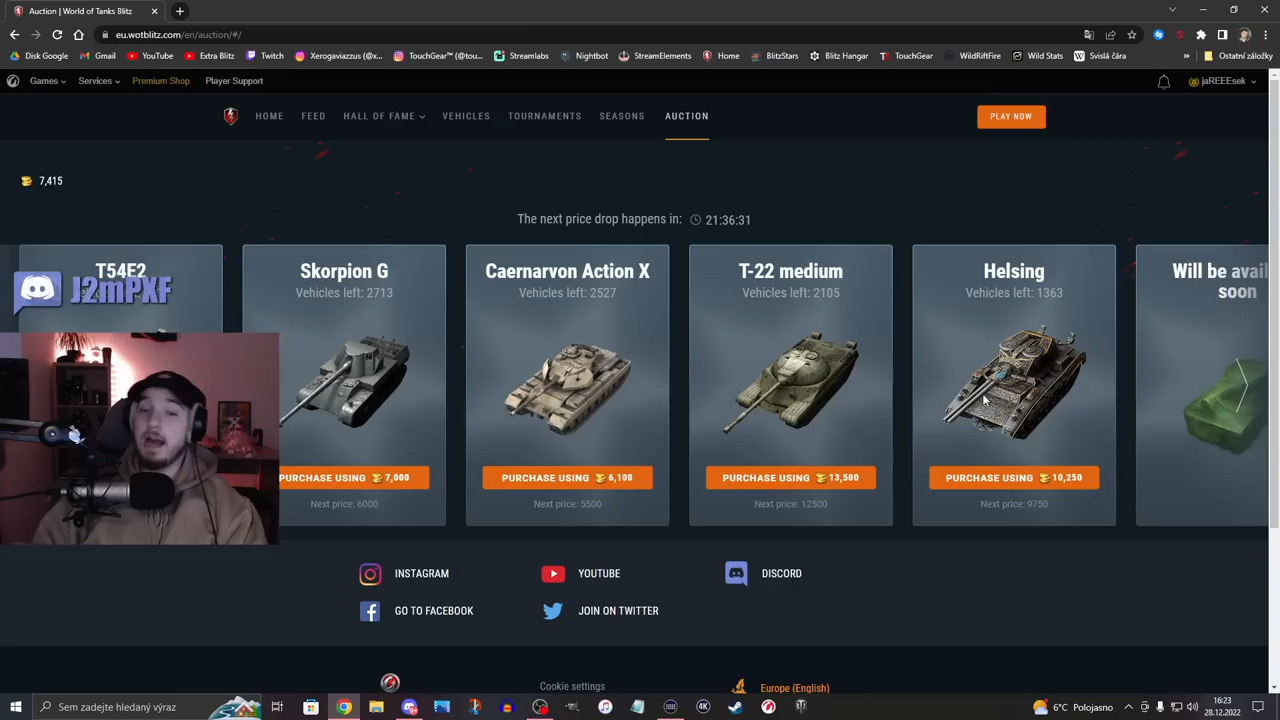 Auction | World of Tanks Blitz
eu.wotblitz.com/en/auction/#/
Disk Google
Gmail
YouTube
Extra Blitz
Twitch
Xerogaviazzus (@x...
TouchGear™ (@tou...
Streamlabs
Nightbot
StreamElements
Home
BlitzStars
Blitz Hangar
TouchGear
WildRiftFire
Wild Stats
Svíšlá čára
Ostatní záložky
Games
Services
Premium Shop
Player Support
jaREEEsek
HOME
FEED
HALL OF FAME
VEHICLES
TOURNAMENTS
SEASONS
AUCTION
PLAY NOW
7,415
The next price drop happens in: 21:36:31
T54E2
J2mPXF
Skorpion G
Vehicles left: 2713
PURCHASE USING 7,000
Next price: 6000
Caernarvon Action X
Vehicles left: 2527
PURCHASE USING 6,100
Next price: 5500
T-22 medium
Vehicles left: 2105
PURCHASE USING 13,500
Next price: 12500
Helsing
Vehicles left: 1363
PURCHASE USING 10,250
Next price: 9750
Will be avai
soon
INSTAGRAM
YOUTUBE
DISCORD
GO TO FACEBOOK
JOIN ON TWITTER
Cookie settings
Europe (English)
Sem zadejte hledaný výraz
4K
6°C Polojasno
16:23
28.12.2022